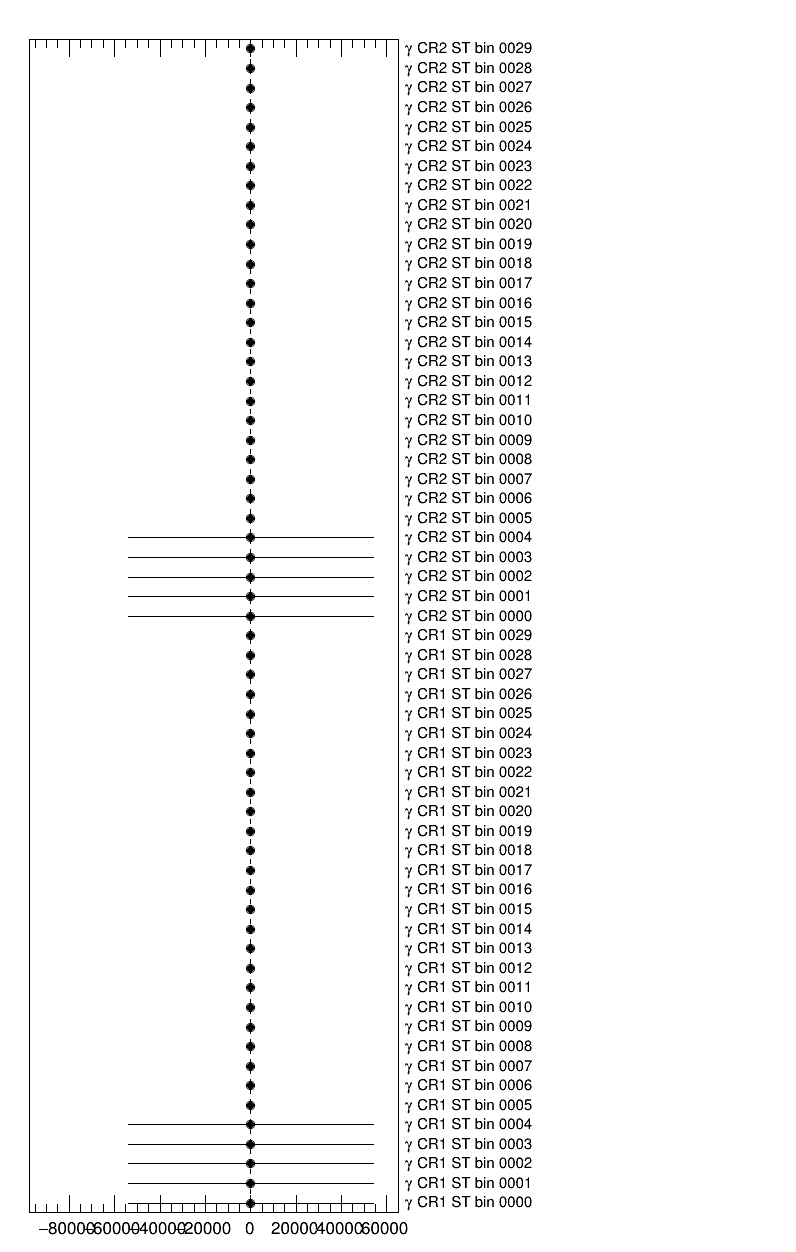 γ CR2 ST bin 0029
γ CR2 ST bin 0028
γ CR2 ST bin 0027
γ CR2 ST bin 0026
γ CR2 ST bin 0025
γ CR2 ST bin 0024
γ CR2 ST bin 0023
γ CR2 ST bin 0022
γ CR2 ST bin 0021
γ CR2 ST bin 0020
γ CR2 ST bin 0019
γ CR2 ST bin 0018
γ CR2 ST bin 0017
γ CR2 ST bin 0016
γ CR2 ST bin 0015
γ CR2 ST bin 0014
γ CR2 ST bin 0013
γ CR2 ST bin 0012
γ CR2 ST bin 0011
γ CR2 ST bin 0010
γ CR2 ST bin 0009
γ CR2 ST bin 0008
γ CR2 ST bin 0007
γ CR2 ST bin 0006
γ CR2 ST bin 0005
γ CR2 ST bin 0004
γ CR2 ST bin 0003
γ CR2 ST bin 0002
γ CR2 ST bin 0001
γ CR2 ST bin 0000
γ CR1 ST bin 0029
γ CR1 ST bin 0028
γ CR1 ST bin 0027
γ CR1 ST bin 0026
γ CR1 ST bin 0025
γ CR1 ST bin 0024
γ CR1 ST bin 0023
γ CR1 ST bin 0022
γ CR1 ST bin 0021
γ CR1 ST bin 0020
γ CR1 ST bin 0019
γ CR1 ST bin 0018
γ CR1 ST bin 0017
γ CR1 ST bin 0016
γ CR1 ST bin 0015
γ CR1 ST bin 0014
γ CR1 ST bin 0013
γ CR1 ST bin 0012
γ CR1 ST bin 0011
γ CR1 ST bin 0010
γ CR1 ST bin 0009
γ CR1 ST bin 0008
γ CR1 ST bin 0007
γ CR1 ST bin 0006
γ CR1 ST bin 0005
γ CR1 ST bin 0004
γ CR1 ST bin 0003
γ CR1 ST bin 0002
γ CR1 ST bin 0001
γ CR1 ST bin 0000
−80000 −60000 −40000 −20000 0 20000 40000 60000